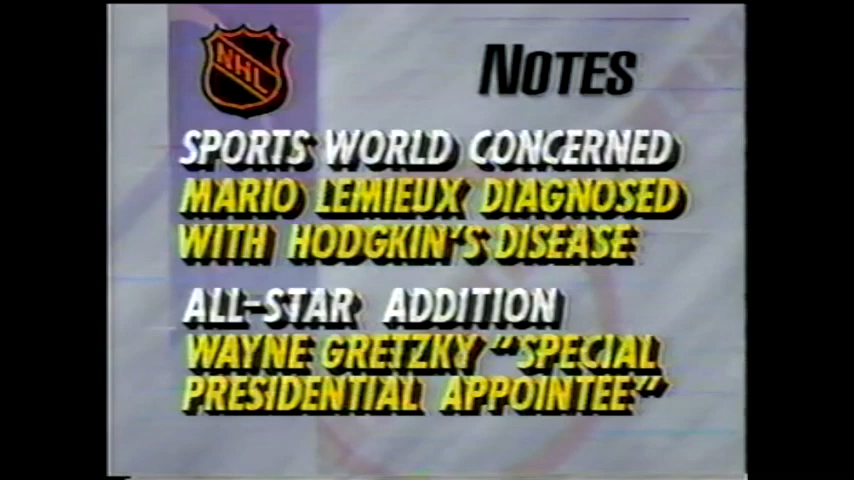 NHL
NOTES
SPORTS WORLD CONCERNED
MARIO LEMIEUX DIAGNOSED
WITH HODGKIN'S DISEASE
ALL-STAR ADDITION
WAYNE GRETZKY "SPECIAL
PRESIDENTIAL APPOINTEE"